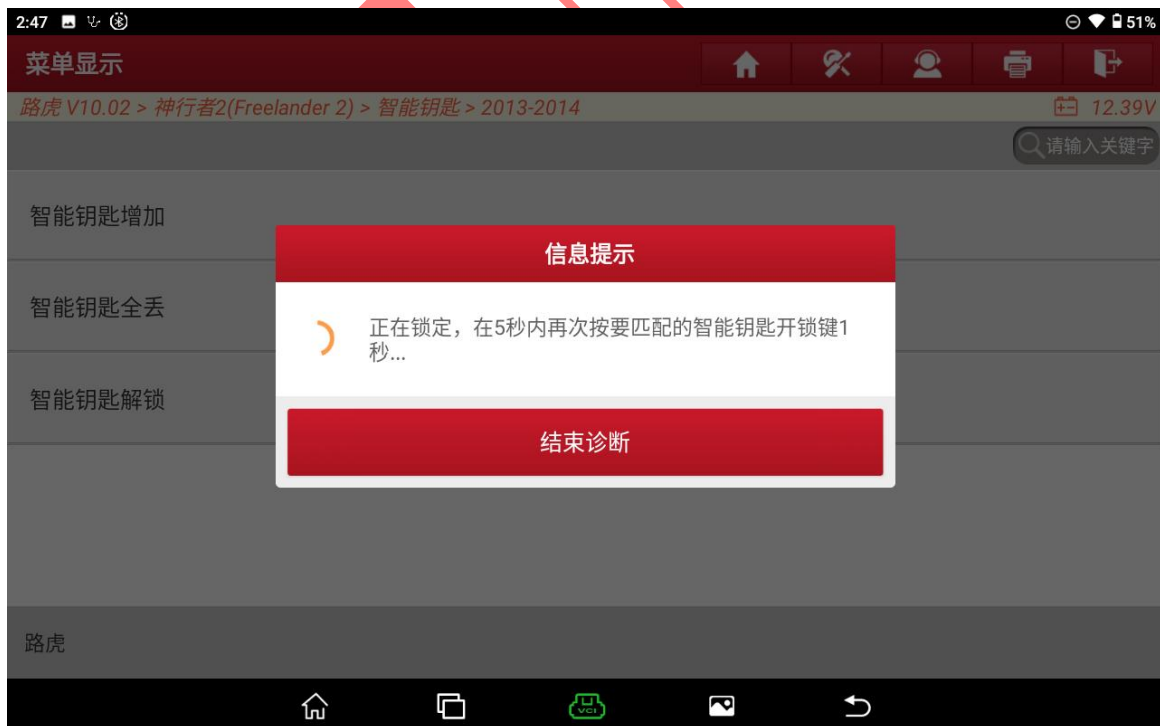 2:47
51%
菜单显示
路虎 V10.02 > 神行者2(Freelander 2) > 智能钥匙 > 2013-2014
12.39V
请输入关键字
智能钥匙增加
信息提示
智能钥匙全丢
正在锁定，在5秒内再次按要匹配的智能钥匙开锁键1
秒...
智能钥匙解锁
结束诊断
路虎
VCI